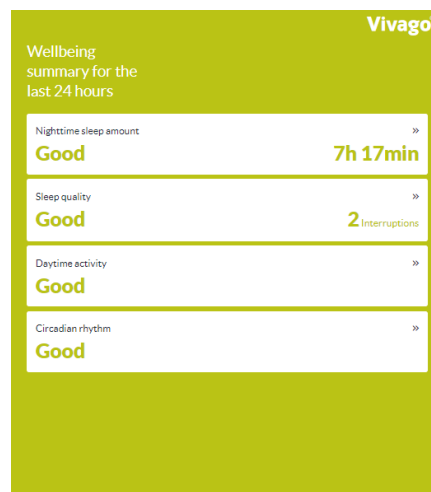 Vivago
Wellbeing
summary for the
last 24 hours
Nighttime sleep amount »
Good 7h 17min
Sleep quality »
Good 2 Interruptions
Daytime activity »
Good
Circadian rhythm »
Good